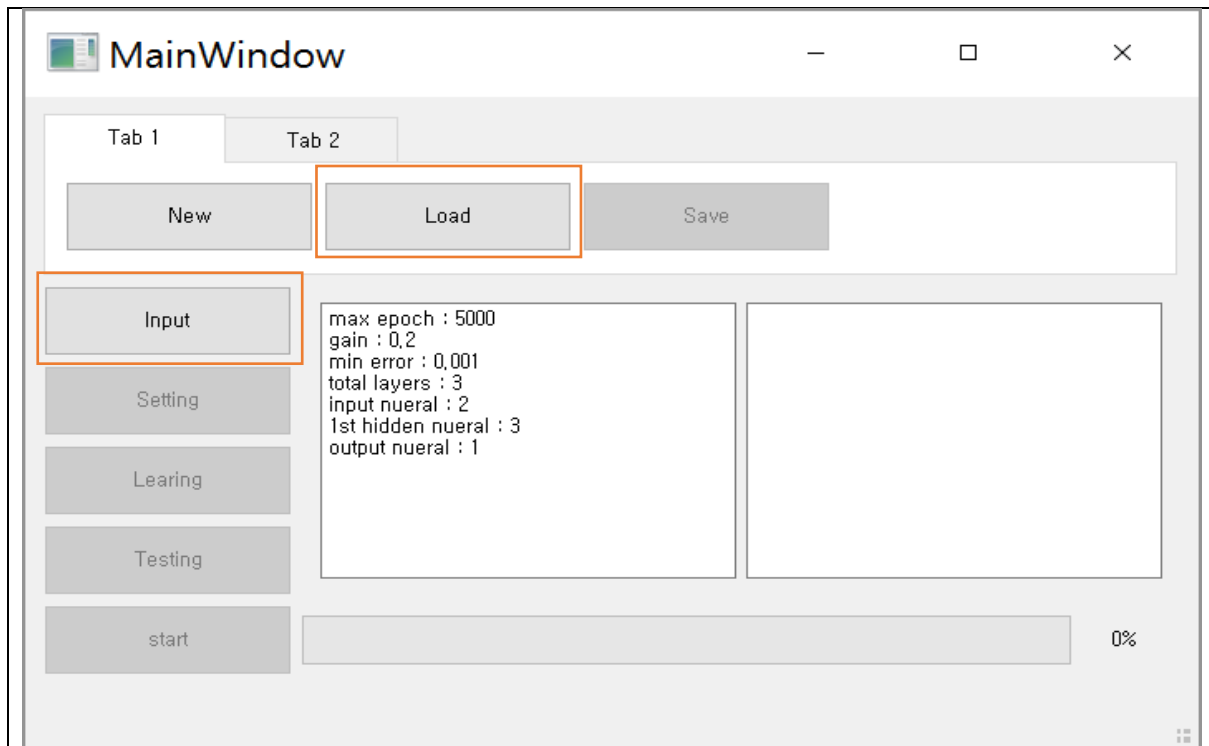 MainWindow
Tab 1
Tab 2
New
Load
Save
Input
max epoch : 5000
gain : 0.2
min error : 0.001
total layers : 3
input nueral : 2
1st hidden nueral : 3
output nueral : 1
Setting
Learing
Testing
start
0%